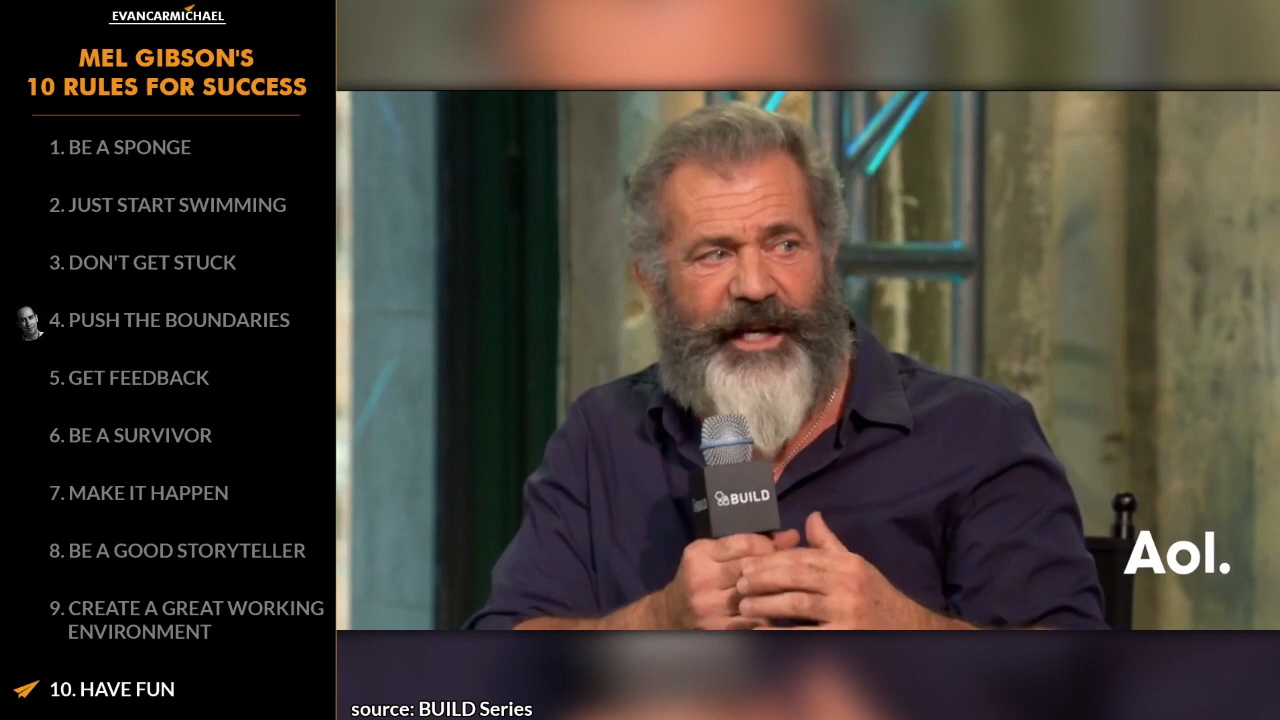 EVANCARMICHAEL
MEL GIBSON'S
10 RULES FOR SUCCESS
1. BE A SPONGE
2. JUST START SWIMMING
3. DON'T GET STUCK
4. PUSH THE BOUNDARIES
5. GET FEEDBACK
6. BE A SURVIVOR
7. MAKE IT HAPPEN
8. BE A GOOD STORYTELLER
9. CREATE A GREAT WORKING
ENVIRONMENT
10. HAVE FUN
BUILD
Aol.
source: BUILD Series